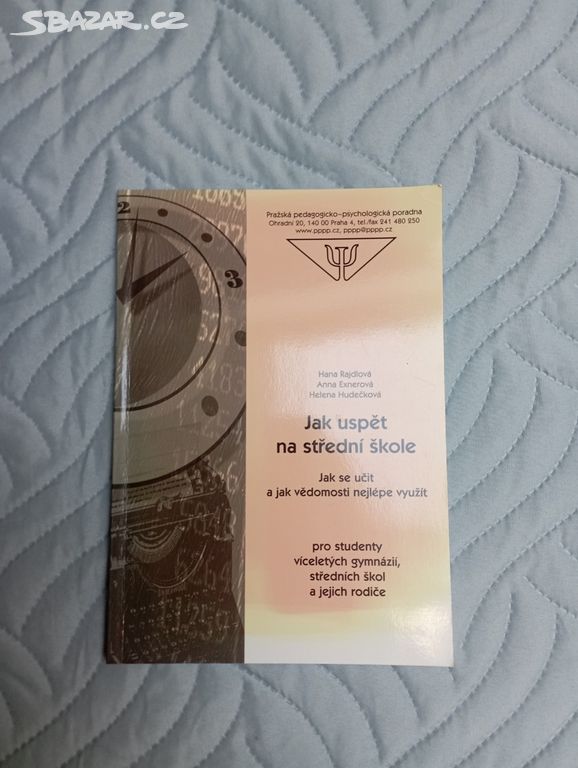 SBAZAR.CZ
Pražská pedagogicko-psychologická poradna
Ohradní 20, 140 00 Praha 4, tel./fax 241 480 250
www.pppp.cz, pppp@pppp.cz
2
3
Hana Rajdlová
Anna Exnerová
Helena Hudečková
Jak uspět
na střední škole
Jak se učit
a jak vědomosti nejlépe využít
pro studenty
víceletých gymnázií,
středních škol
a jejich rodiče